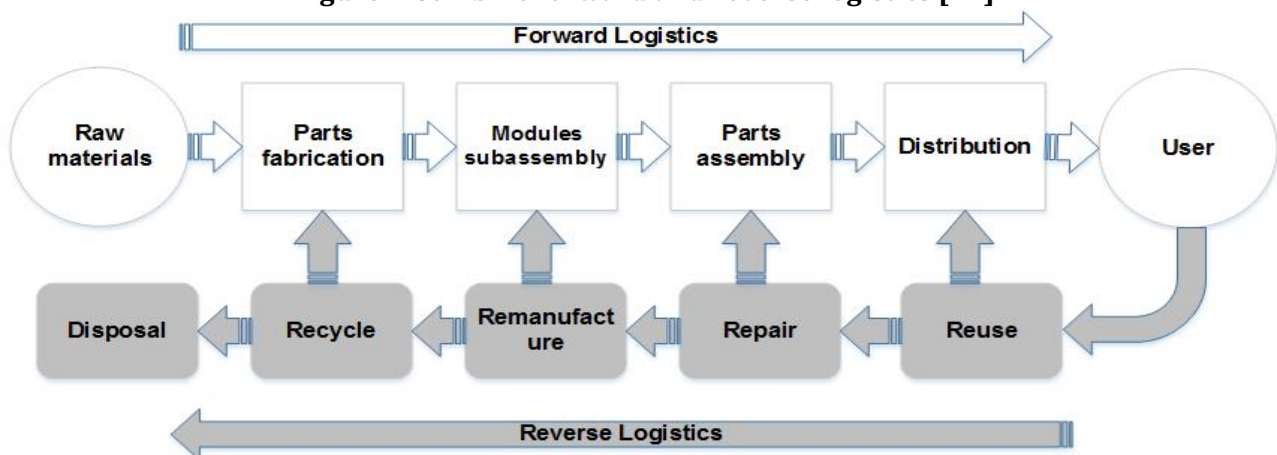 Forward Logistics
Raw
materials
Parts
fabrication
Modules
subassembly
Parts
assembly
Distribution
User
Disposal
Recycle
Remanufact
ure
Repair
Reuse
Reverse Logistics